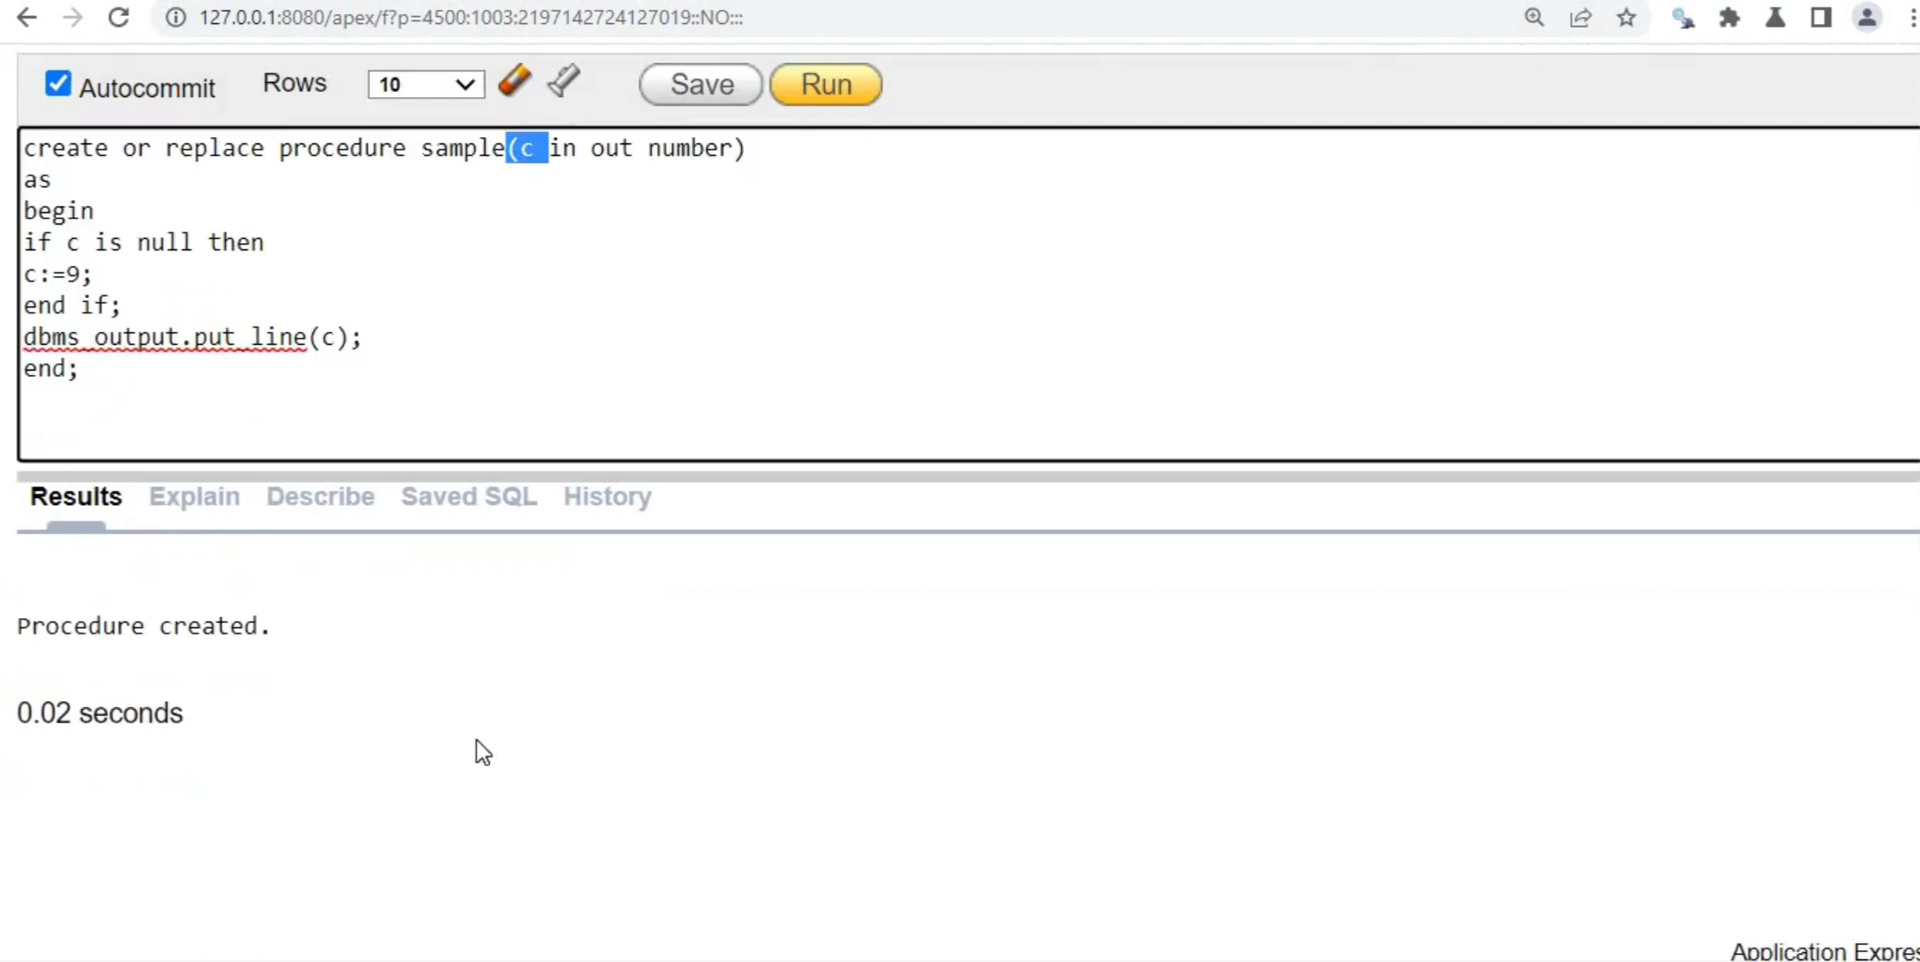 127.0.0.1:8080/apex/f?p=4500:1003:2197142724127019::NO:::
Autocommit Rows 10 Save Run
create or replace procedure sample(c in out number)
as
begin
if c is null then
c:=9;
end if;
dbms_output.put_line(c);
end;
Results Explain Describe Saved SQL History
Procedure created.
0.02 seconds
Application Expres